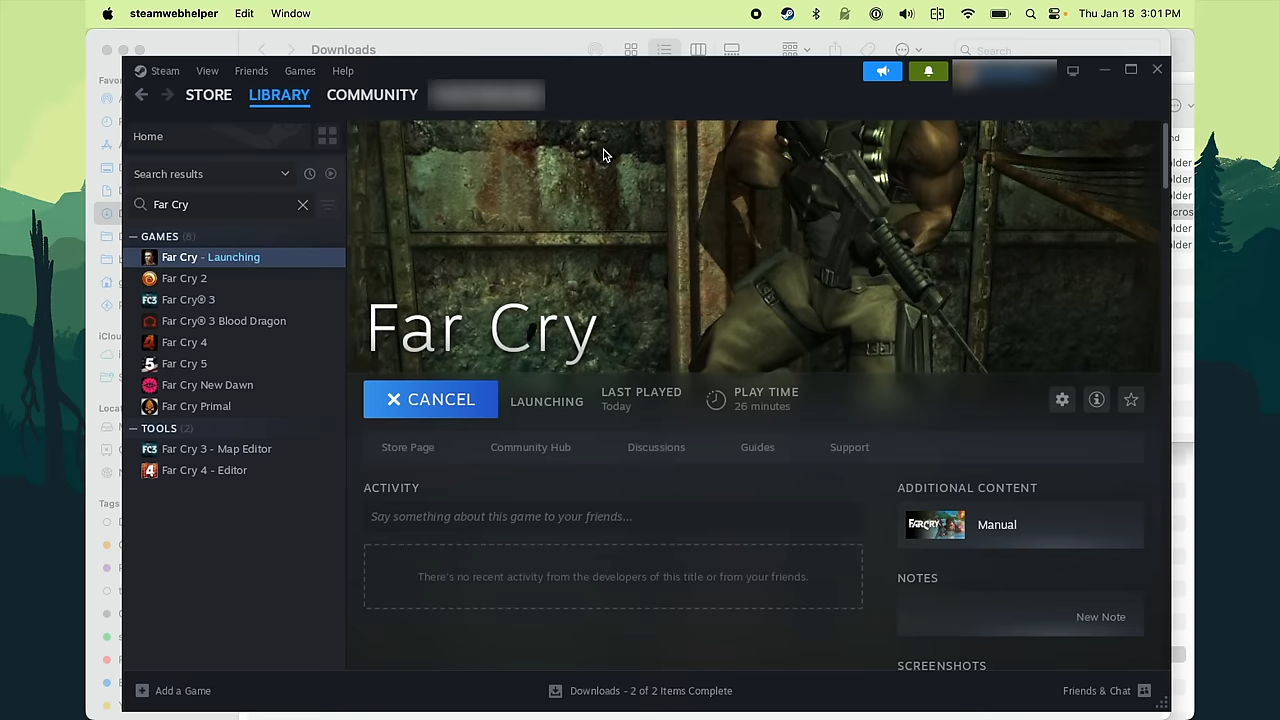 steamwebhelper Edit Window Thu Jan 18 3:01 PM
Downloads Search
Steam View Friends Games Help
STORE LIBRARY COMMUNITY
Home
Search results
Far Cry
GAMES (8)
Far Cry - Launching
Far Cry 2
Far Cry® 3
Far Cry® 3 Blood Dragon
Far Cry 4
Far Cry 5
Far Cry New Dawn
Far Cry Primal
TOOLS (2)
Far Cry 3 - Map Editor
Far Cry 4 - Editor
Far Cry
CANCEL LAUNCHING LAST PLAYED PLAY TIME
Today 26 minutes
Store Page Community Hub Discussions Guides Support
ACTIVITY
Say something about this game to your friends...
There's no recent activity from the developers of this title or from your friends.
ADDITIONAL CONTENT
FARCRY Manual
NOTES
New Note
SCREENSHOTS
Add a Game Downloads - 2 of 2 Items Complete Friends & Chat
Favor
iClou
Locat
Tags